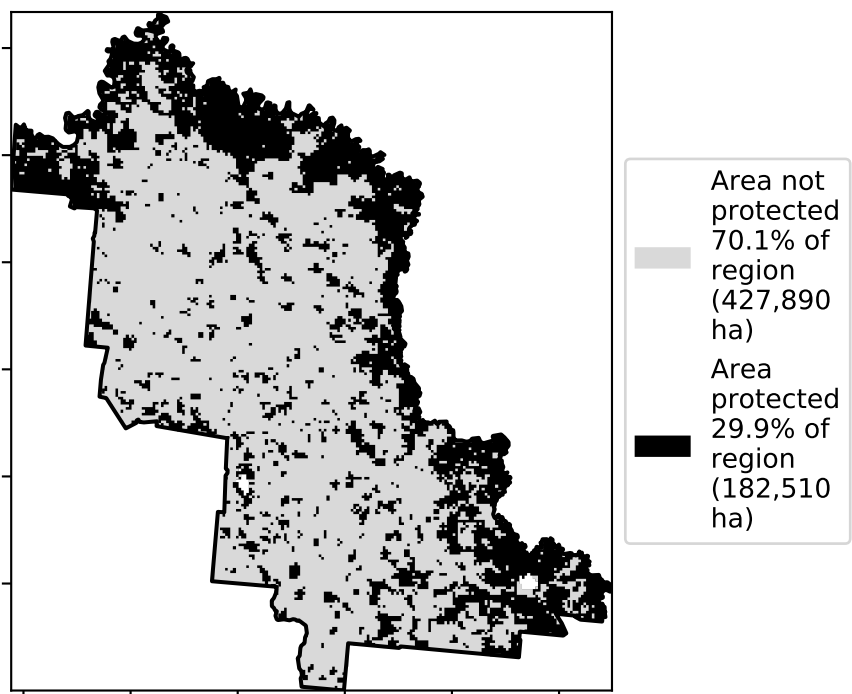 Area not
protected
70.1% of
region
(427,890
ha)
Area
protected
29.9% of
region
(182,510
ha)